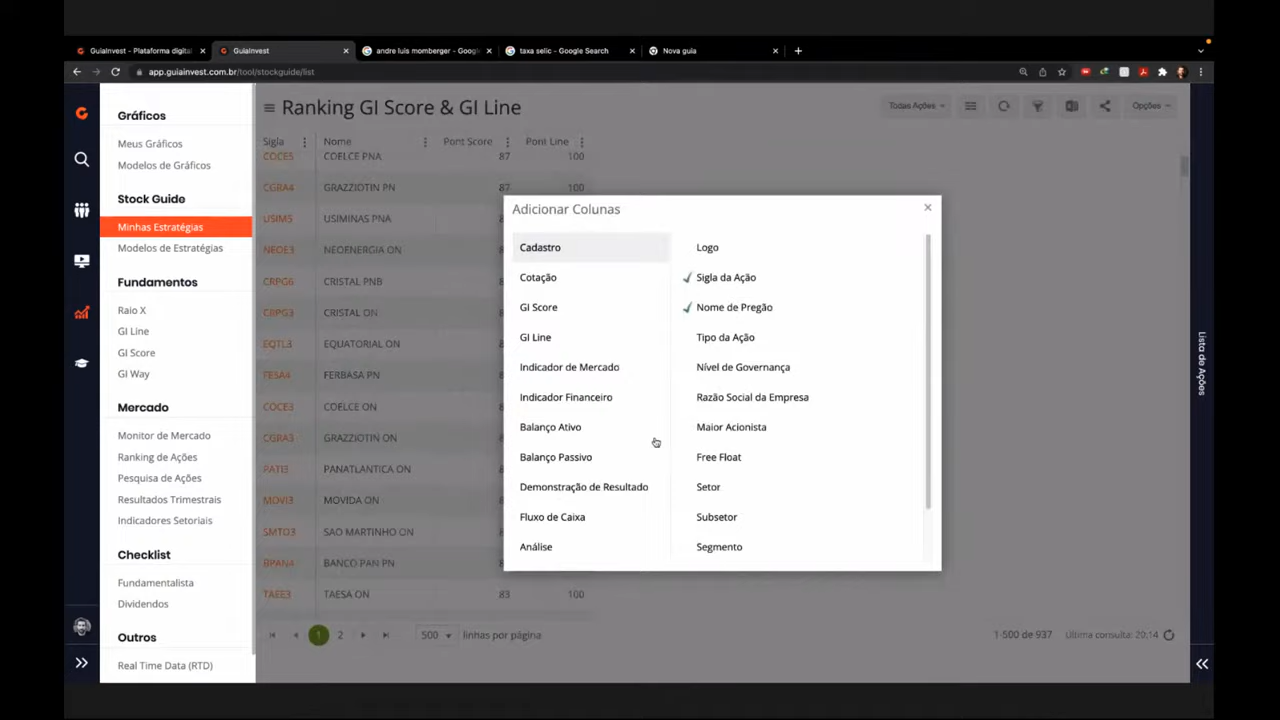 GuiaInvest - Plataforma digital
GuiaInvest
andre luis momberger - Goog
taxa selic - Google Search
Nova guia
app.guiainvest.com.br/tool/stockguide/list
Gráficos
Meus Gráficos
Modelos de Gráficos
Stock Guide
Minhas Estratégias
Modelos de Estratégias
Fundamentos
Raio X
GI Line
GI Score
GI Way
Mercado
Monitor de Mercado
Ranking de Ações
Pesquisa de Ações
Resultados Trimestrais
Indicadores Setoriais
Checklist
Fundamentalista
Dividendos
Outros
Real Time Data (RTD)
Ranking GI Score & GI Line
Todas Ações
Opções
Sigla Nome Pont Score Pont Line
COCE5 COELCE PNA 87 100
CGRA4 GRAZZIOTIN PN 87 100
USIM5 USIMINAS PNA
NEOE3 NEOENERGIA ON
CRPG6 CRISTAL PNB
CRPG3 CRISTAL ON
EQTL3 EQUATORIAL ON
FESA4 FERBASA PN
COCE3 COELCE ON
CGRA3 GRAZZIOTIN ON
PATI3 PANATLANTICA ON
MOVI3 MOVIDA ON
SMTO3 SAO MARTINHO ON
BPAN4 BANCO PAN PN
TAEE3 TAESA ON 83 100
1 2 500 linhas por página
1-500 de 937
Última consulta: 20:14
Adicionar Colunas
Cadastro
Cotação
GI Score
GI Line
Indicador de Mercado
Indicador Financeiro
Balanço Ativo
Balanço Passivo
Demonstração de Resultado
Fluxo de Caixa
Análise
Logo
Sigla da Ação
Nome de Pregão
Tipo da Ação
Nível de Governança
Razão Social da Empresa
Maior Acionista
Free Float
Setor
Subsetor
Segmento
Lista de Ações